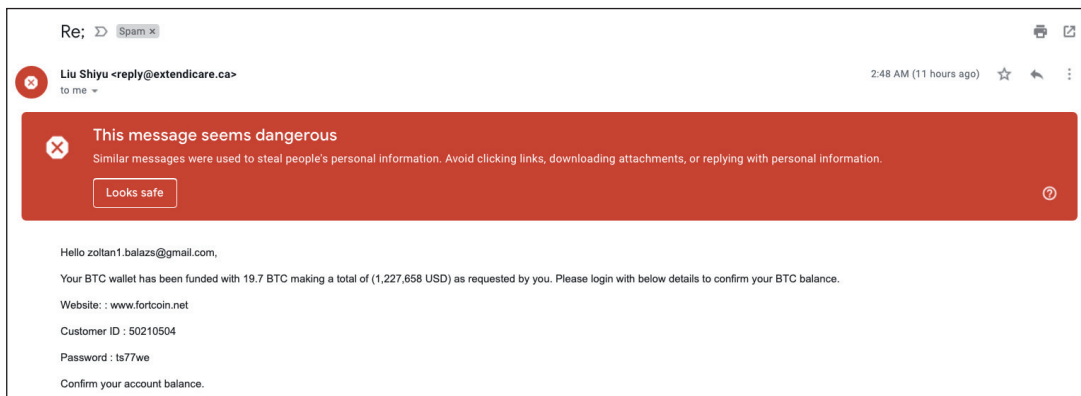 Re; Spam ×
Liu Shiyu <reply@extendicare.ca> 2:48 AM (11 hours ago)
to me
This message seems dangerous
Similar messages were used to steal people's personal information. Avoid clicking links, downloading attachments, or replying with personal information.
Looks safe
Hello zoltan1.balazs@gmail.com,
Your BTC wallet has been funded with 19.7 BTC making a total of (1,227,658 USD) as requested by you. Please login with below details to confirm your BTC balance.
Website: : www.fortcoin.net
Customer ID : 50210504
Password : ts77we
Confirm your account balance.